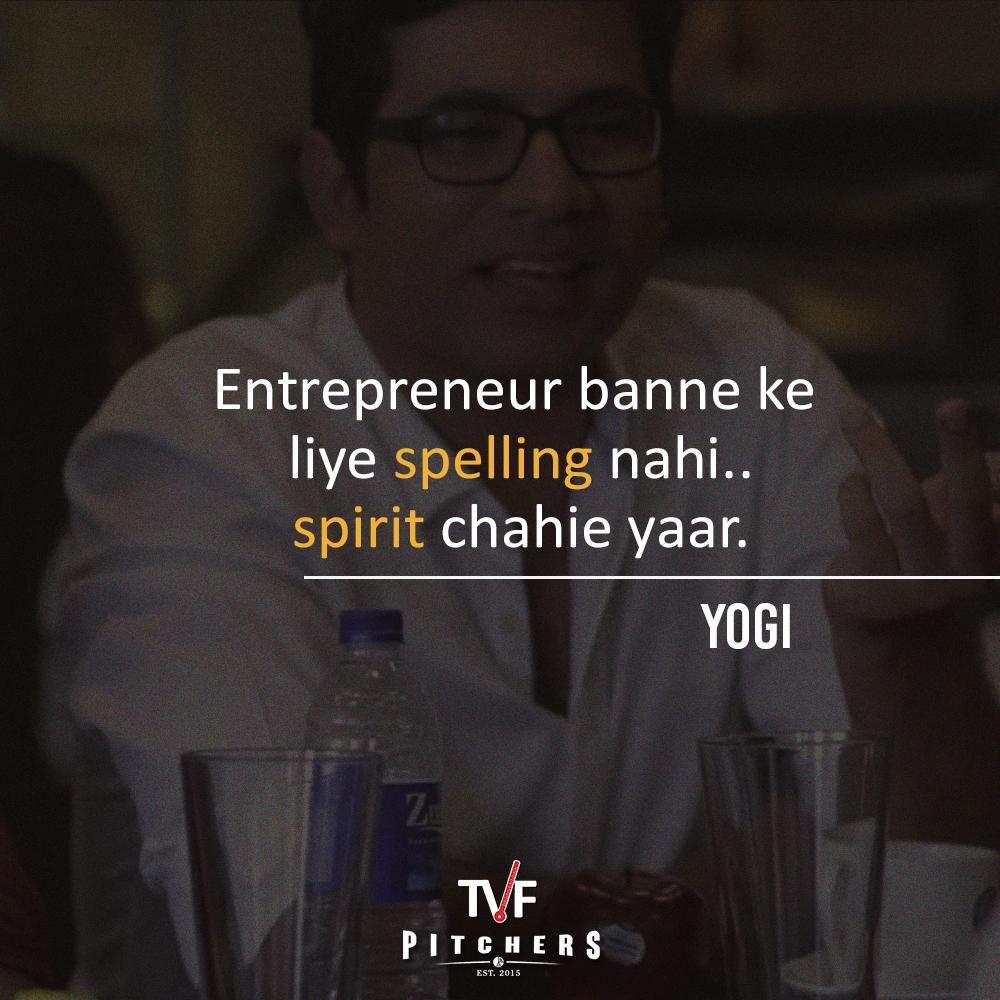 Entrepreneur banne ke
liye spelling nahi..
spirit chahie yaar.
YOGI
TVF
PITCHERS
EST. 2015